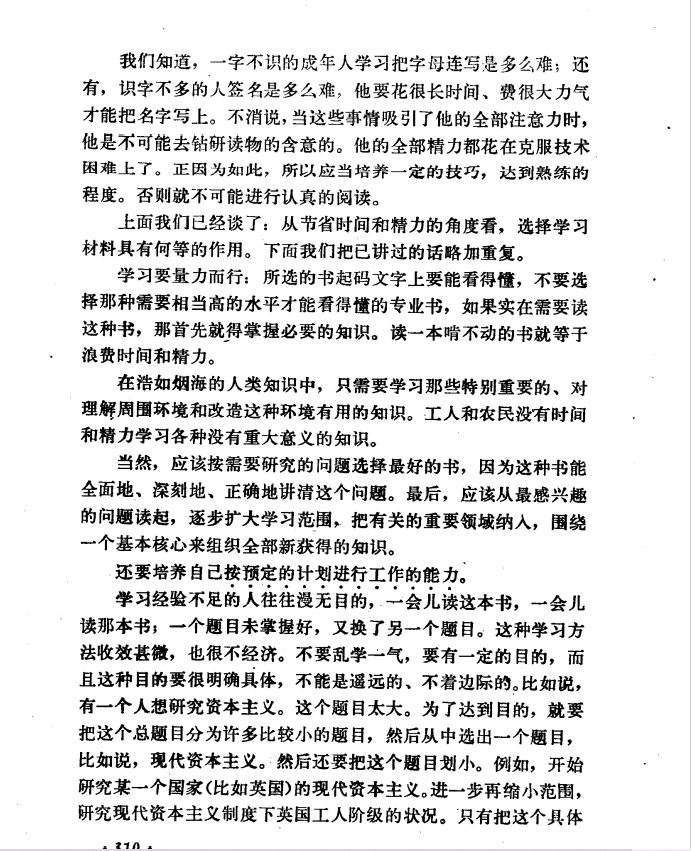 我们知道，一字不识的成年人学习把字母连写是多么难；还
有，识字不多的人签名是多么难，他要花很长时间、费很大力气
才能把名字写上。不消说，当这些事情吸引了他的全部注意力时，
他是不可能去钻研读物的含意的。他的全部精力都花在克服技术
困难上了。正因为如此，所以应当培养一定的技巧，达到熟练的
程度。否则就不可能进行认真的阅读。
上面我们已经谈了：从节省时间和精力的角度看，选择学习
材料具有何等的作用。下面我们把已讲过的话略加重复。
学习要量力而行：所选的书起码文字上要能看得懂，不要选
择那种需要相当高的水平才能看得懂的专业书，如果实在需要读
这种书，那首先就得掌握必要的知识。读一本啃不动的书就等于
浪费时间和精力。
在浩如烟海的人类知识中，只需要学习那些特别重要的、对
理解周围环境和改造这种环境有用的知识。工人和农民没有时间
和精力学习各种没有重大意义的知识。
当然，应该按需要研究的问题选择最好的书，因为这种书能
全面地、深刻地、正确地讲清这个问题。最后，应该从最感兴趣
的问题读起，逐步扩大学习范围，把有关的重要领域纳入，围绕
一个基本核心来组织全部新获得的知识。
还要培养自己按预定的计划进行工作的能力。
学习经验不足的人往往漫无目的，一会儿读这本书，一会儿
读那本书；一个题目未掌握好，又换了另一个题目。这种学习方
法收效甚微，也很不经济。不要乱学一气，要有一定的目的，而
且这种目的要很明确具体，不能是遥远的、不着边际的。比如说，
有一个人想研究资本主义。这个题目太大。为了达到目的，就要
把这个总题目分为许多比较小的题目，然后从中选出一个题目，
比如说，现代资本主义。然后还要把这个题目划小。例如，开始
研究某一个国家（比如英国）的现代资本主义。进一步再缩小范围，
研究现代资本主义制度下英国工人阶级的状况。只有把这个具体
· 310 ·